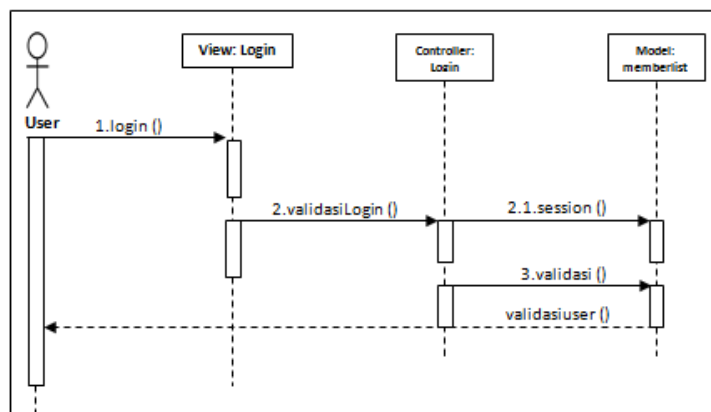 View: Login
Controller:
Login
Model:
memberlist
User
1.login ()
2.validasiLogin ()
2.1.session ()
3.validasi ()
validasiuser ()